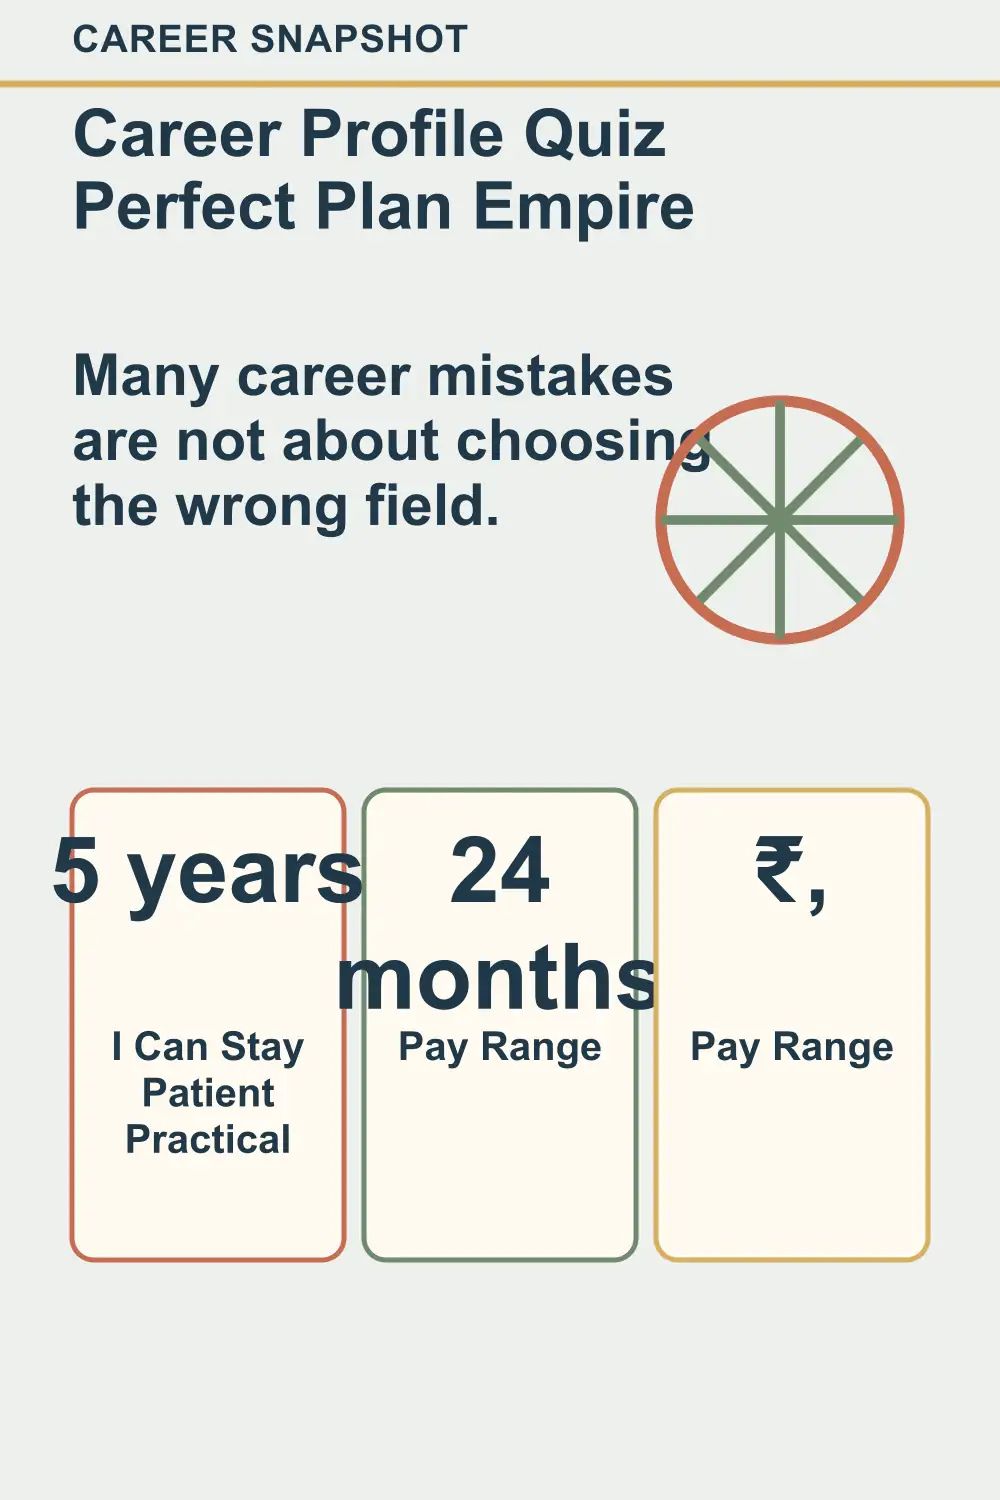 CAREER SNAPSHOT
Career Profile Quiz
Perfect Plan Empire
Many career mistakes
are not about choosing
the wrong field.
5 years
I Can Stay
Patient
Practical
24
months
Pay Range
₹,
Pay Range